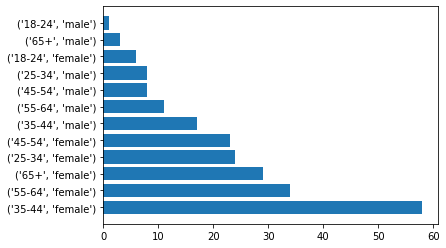 ('18-24', 'male')
('65+', 'male')
('18-24', 'female')
('25-34', 'male')
('45-54', 'male')
('55-64', 'male')
('35-44', 'male')
('45-54', 'female')
('25-34', 'female')
('65+', 'female')
('55-64', 'female')
('35-44', 'female')
0 10 20 30 40 50 60